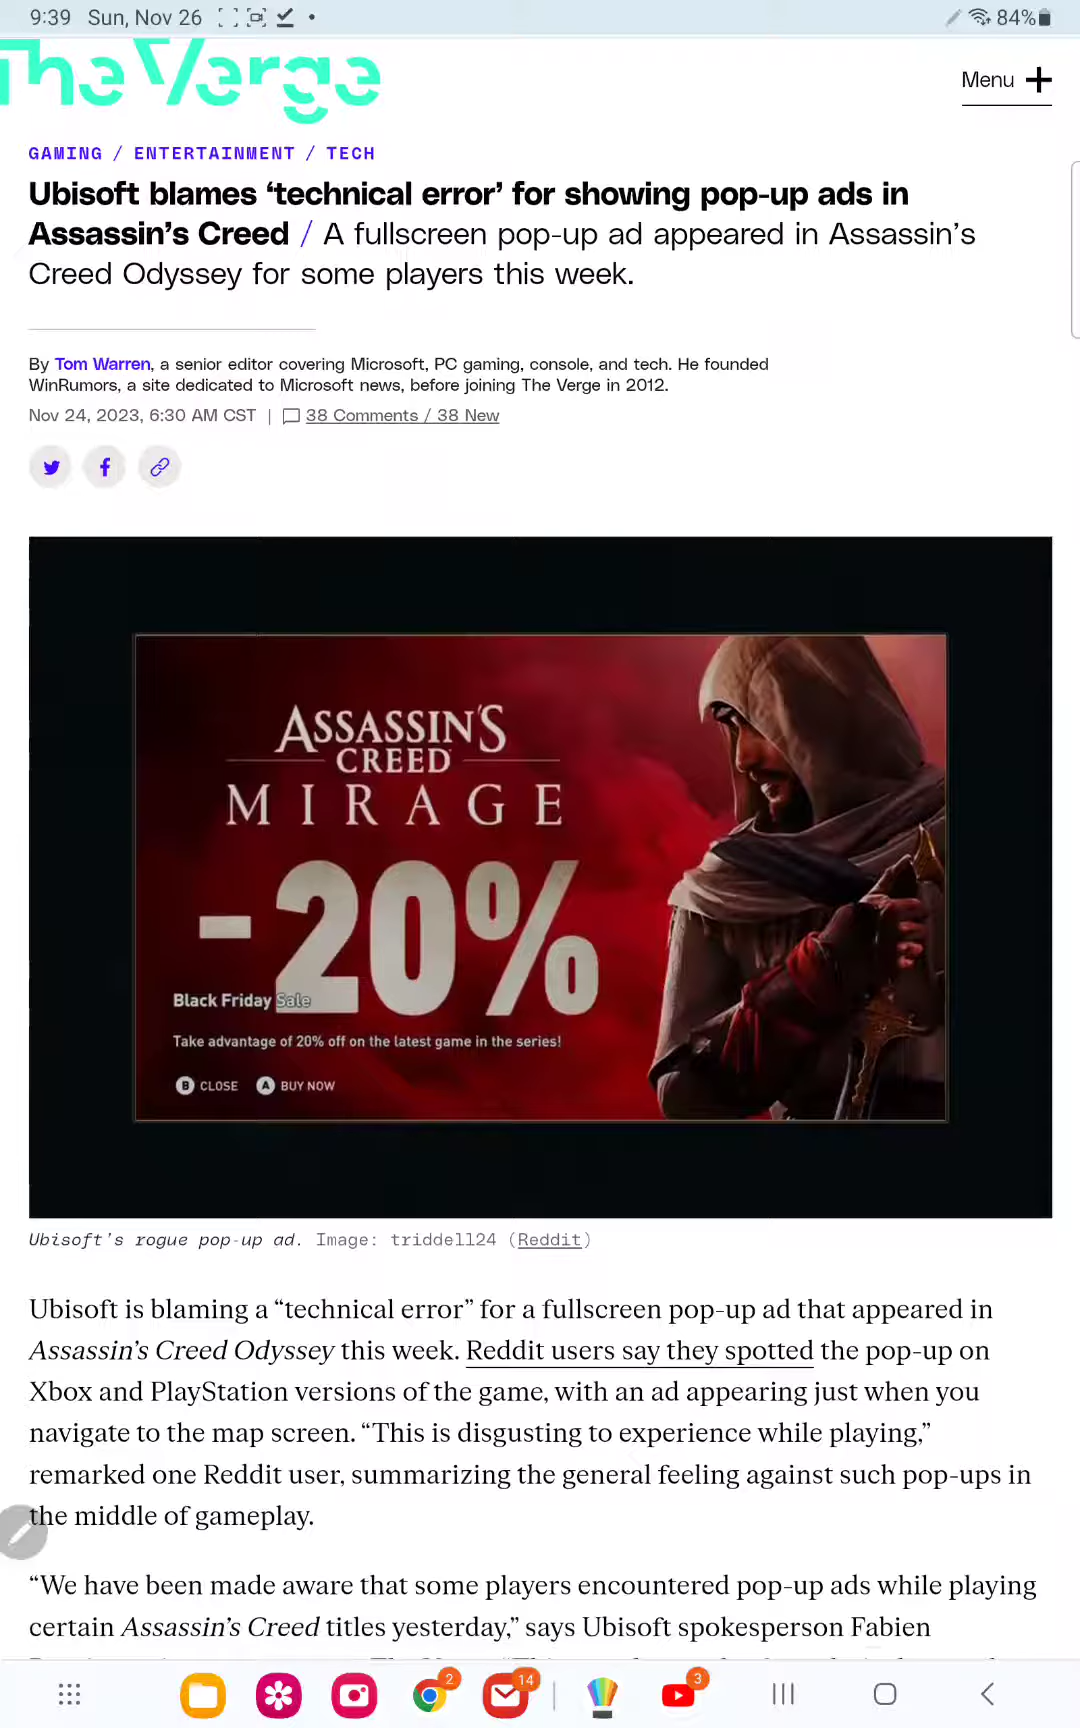 9:39 Sun, Nov 26 84%
The Verge
Menu
GAMING / ENTERTAINMENT / TECH
Ubisoft blames ‘technical error’ for showing pop-up ads in
Assassin’s Creed / A fullscreen pop-up ad appeared in Assassin’s
Creed Odyssey for some players this week.
By Tom Warren, a senior editor covering Microsoft, PC gaming, console, and tech. He founded
WinRumors, a site dedicated to Microsoft news, before joining The Verge in 2012.
Nov 24, 2023, 6:30 AM CST | 38 Comments / 38 New
ASSASSIN'S
CREED
MIRAGE
-20%
Black Friday Sale
Take advantage of 20% off on the latest game in the series!
B CLOSE A BUY NOW
Ubisoft’s rogue pop-up ad. Image: triddell24 (Reddit)
Ubisoft is blaming a “technical error” for a fullscreen pop-up ad that appeared in
Assassin’s Creed Odyssey this week. Reddit users say they spotted the pop-up on
Xbox and PlayStation versions of the game, with an ad appearing just when you
navigate to the map screen. “This is disgusting to experience while playing,”
remarked one Reddit user, summarizing the general feeling against such pop-ups in
the middle of gameplay.
“We have been made aware that some players encountered pop-up ads while playing
certain Assassin’s Creed titles yesterday,” says Ubisoft spokesperson Fabien
2 14 3